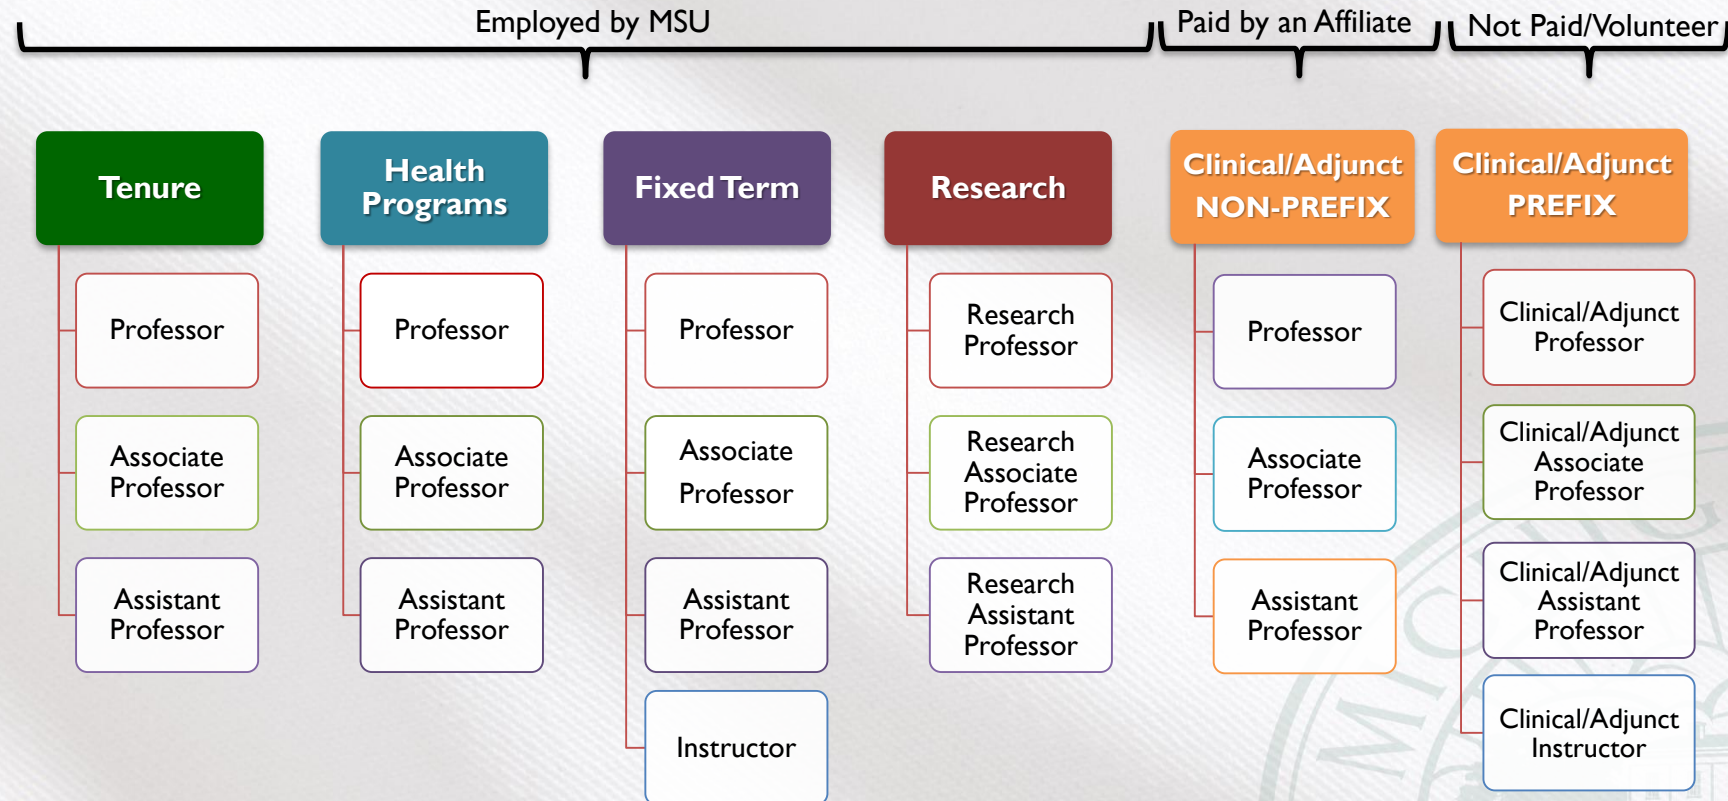 Employed by MSU
Paid by an Affiliate
Not Paid/Volunteer
Tenure
Professor
Associate
Professor
Assistant
Professor
Health
Programs
Professor
Associate
Professor
Assistant
Professor
Fixed Term
Professor
Associate
Professor
Assistant
Professor
Instructor
Research
Research
Professor
Research
Associate
Professor
Research
Assistant
Professor
Clinical/Adjunct
NON-PREFIX
Professor
Associate
Professor
Assistant
Professor
Clinical/Adjunct
PREFIX
Clinical/Adjunct
Professor
Clinical/Adjunct
Associate
Professor
Clinical/Adjunct
Assistant
Professor
Clinical/Adjunct
Instructor